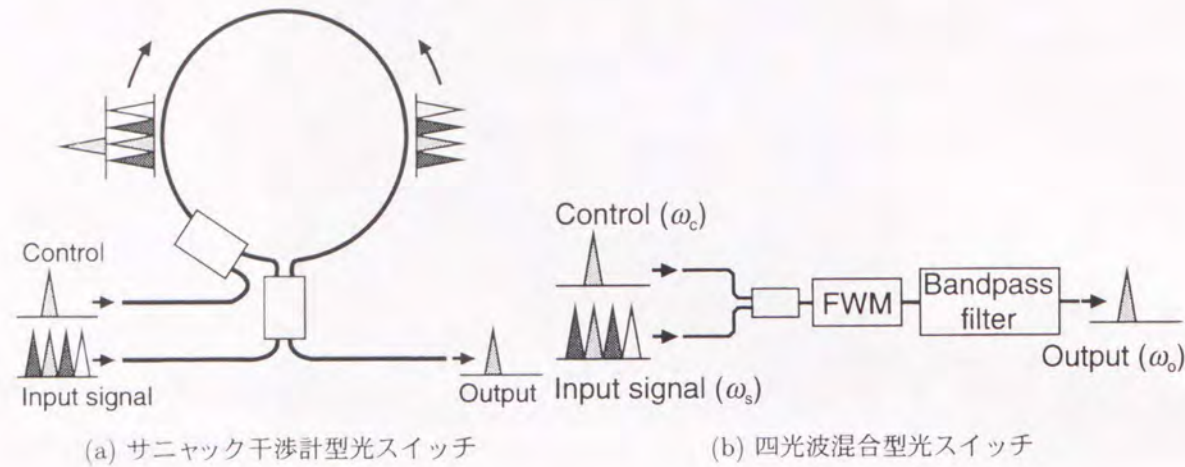 Control
Input signal
Output
(a) サニャック干渉計型光スイッチ
Control (ωc)
Input signal (ωs)
FWM
Bandpass
filter
Output (ωo)
(b) 四光波混合型光スイッチ